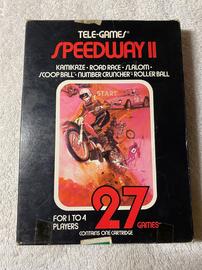 TELE-GAMES®
SPEEDWAY II
KAMIKAZE • ROAD RACE • SLALOM •
SCOOP BALL • NUMBER CRUNCHER • ROLLER BALL
START
FOR 1 TO 4
PLAYERS
27
GAMES™
CONTAINS ONE CARTRIDGE